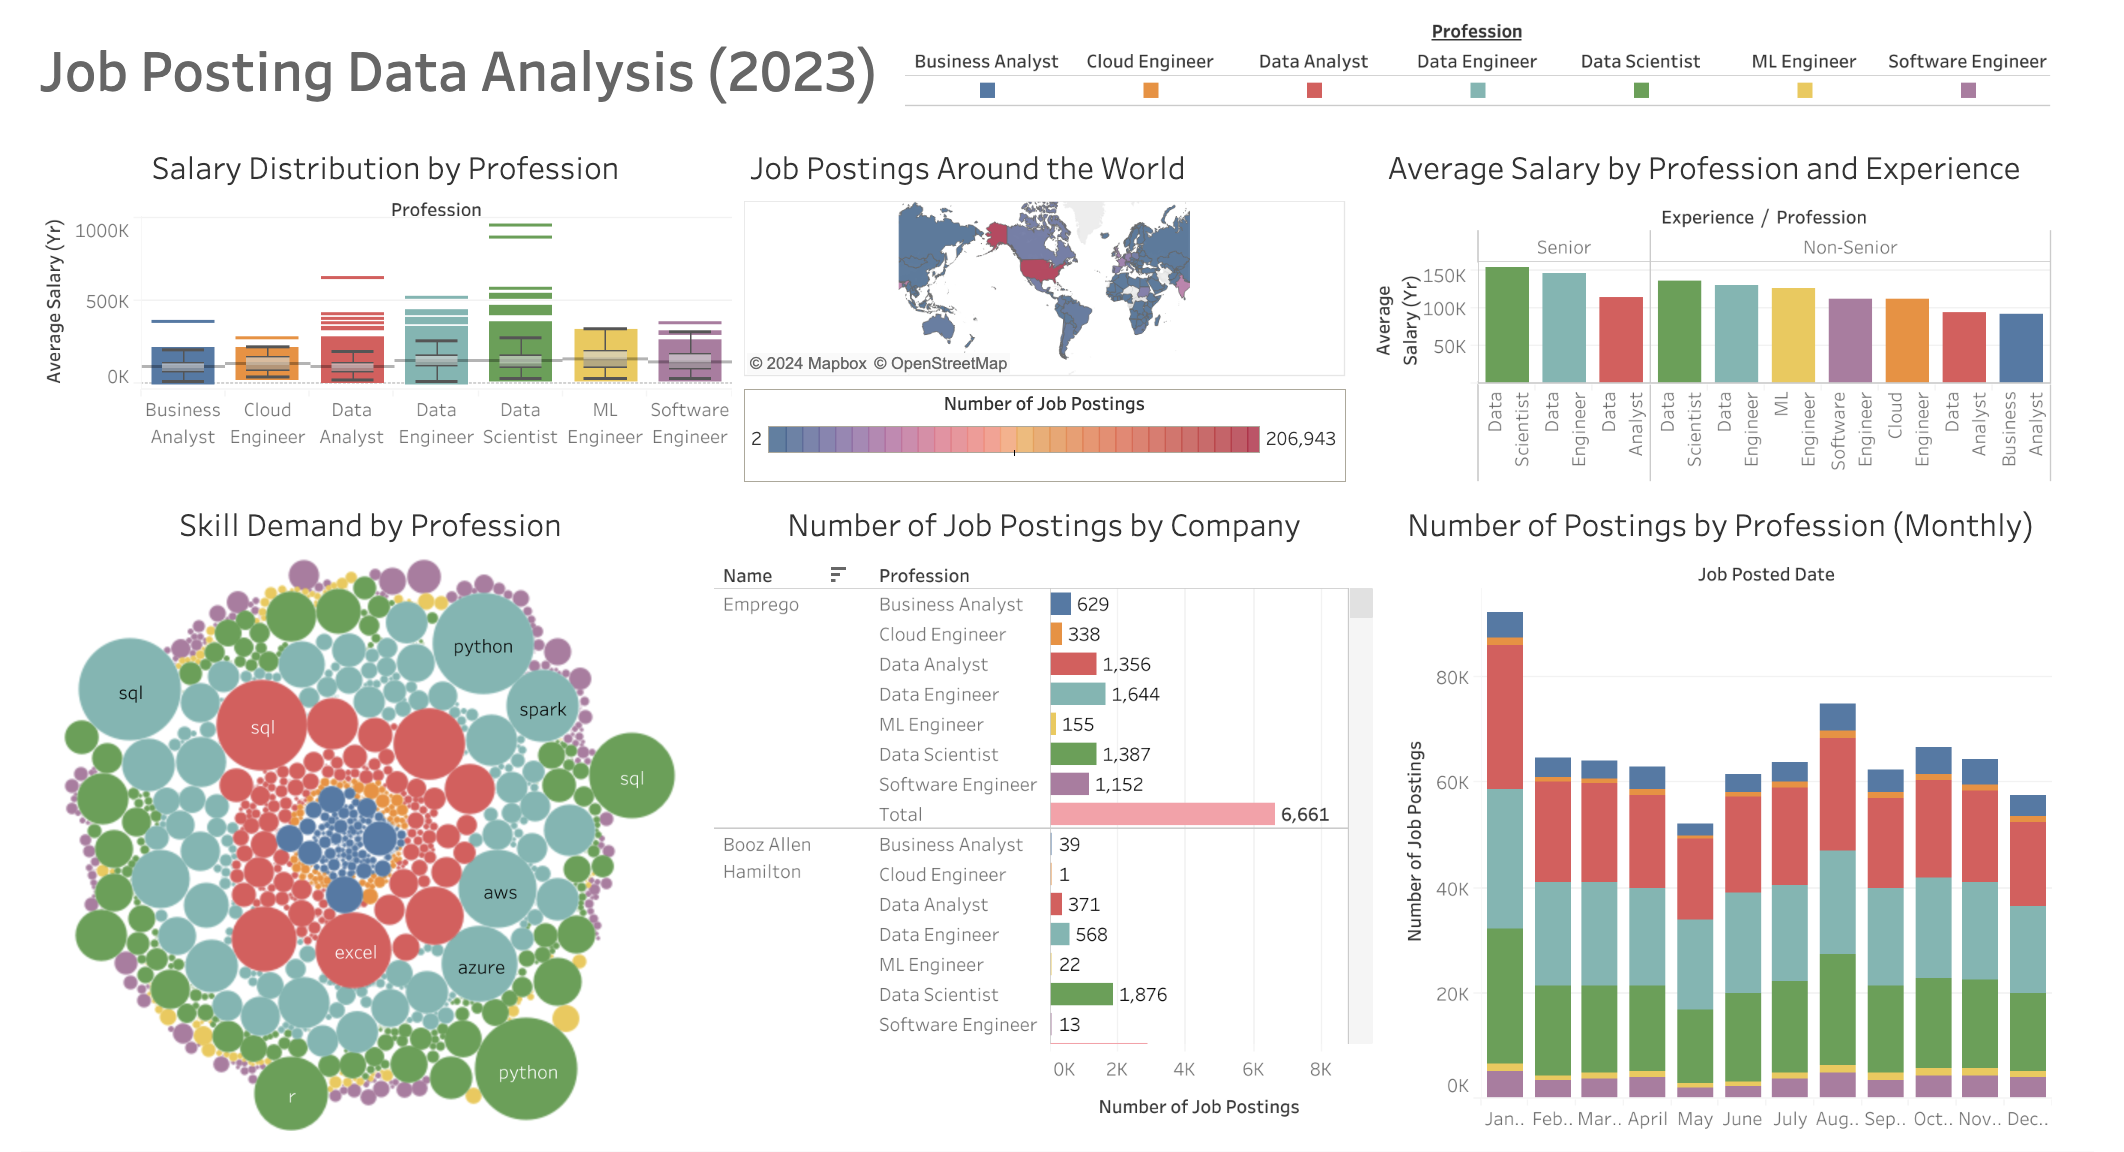 Job Posting Data Analysis (2023)
Profession
Business Analyst Cloud Engineer Data Analyst Data Engineer Data Scientist ML Engineer Software Engineer
Salary Distribution by Profession
Profession
Average Salary (Yr)
1000K
500K
0K
Business Analyst
Cloud Engineer
Data Analyst
Data Engineer
Data Scientist
ML Engineer
Software Engineer
Job Postings Around the World
© 2024 Mapbox © OpenStreetMap
Number of Job Postings
2 206,943
Average Salary by Profession and Experience
Experience / Profession
Senior Non-Senior
Average Salary (Yr)
150K
100K
50K
Data Scientist
Data Engineer
Data Analyst
Data Scientist
Data Engineer
ML Engineer
Software Engineer
Cloud Engineer
Data Analyst
Business Analyst
Skill Demand by Profession
python
sql
spark
sql
sql
aws
excel
azure
python
r
Number of Job Postings by Company
Name Profession
Emprego Business Analyst 629
Cloud Engineer 338
Data Analyst 1,356
Data Engineer 1,644
ML Engineer 155
Data Scientist 1,387
Software Engineer 1,152
Total 6,661
Booz Allen Business Analyst 39
Hamilton Cloud Engineer 1
Data Analyst 371
Data Engineer 568
ML Engineer 22
Data Scientist 1,876
Software Engineer 13
0K 2K 4K 6K 8K
Number of Job Postings
Number of Postings by Profession (Monthly)
Job Posted Date
Number of Job Postings
80K
60K
40K
20K
0K
Jan.. Feb.. Mar.. April May June July Aug.. Sep.. Oct.. Nov.. Dec..